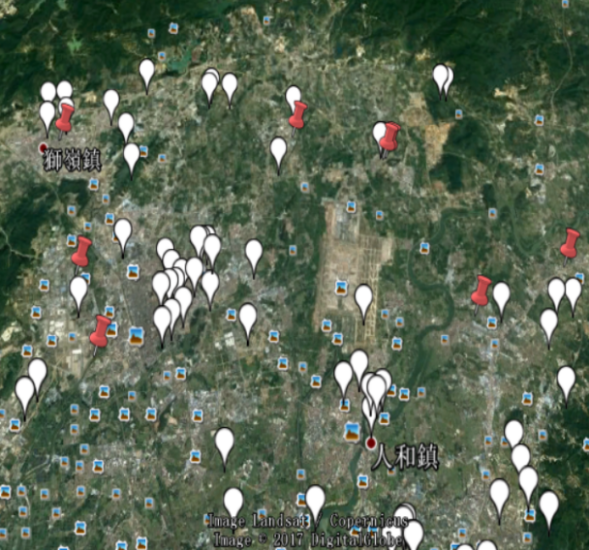 獅嶺鎮
人和鎮
Image Landsat / Copernicus
Image © 2017 DigitalGlobe